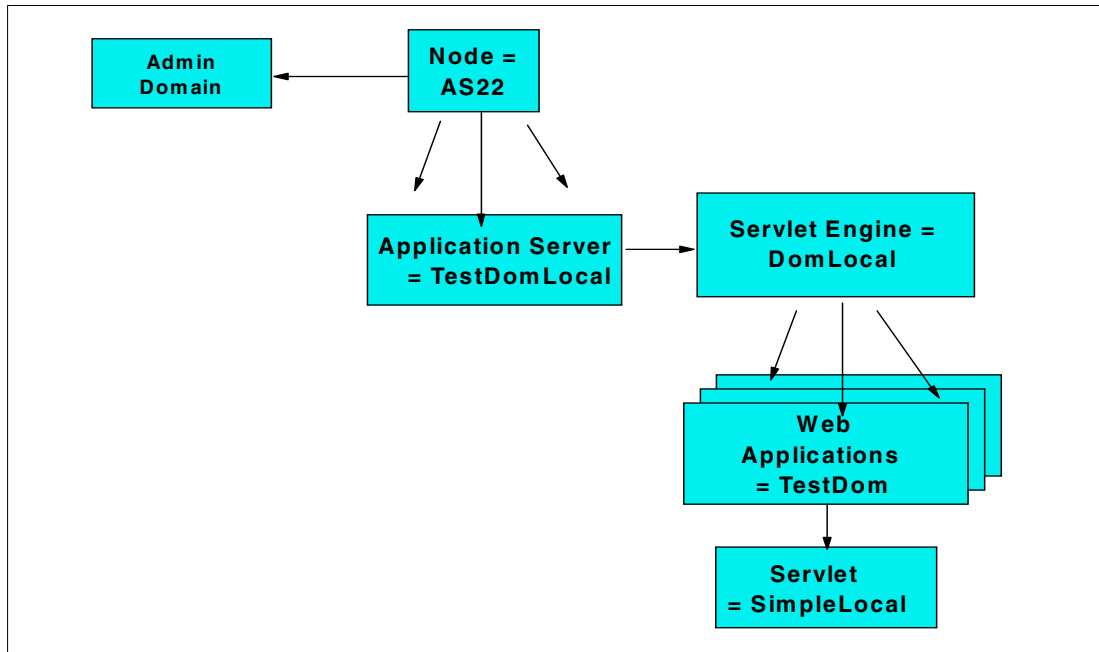 Admin
Domain
Node =
AS22
Application Server
= TestDomLocal
Servlet Engine =
DomLocal
Web
Applications
= TestDom
Servlet
= SimpleLocal